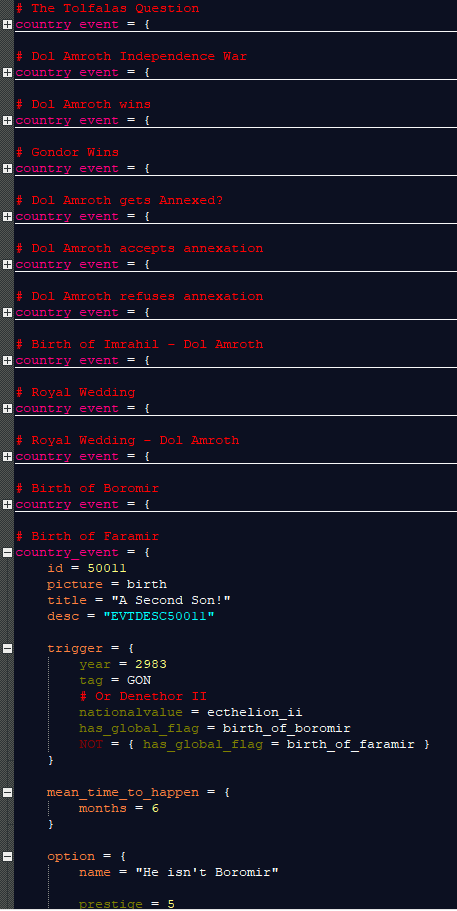 # The Tolfalas Question
country_event = {
# Dol Amroth Independence War
country_event = {
# Dol Amroth wins
country_event = {
# Gondor Wins
country_event = {
# Dol Amroth gets Annexed?
country_event = {
# Dol Amroth accepts annexation
country_event = {
# Dol Amroth refuses annexation
country_event = {
# Birth of Imrahil - Dol Amroth
country_event = {
# Royal Wedding
country_event = {
# Royal Wedding - Dol Amroth
country_event = {
# Birth of Boromir
country_event = {
# Birth of Faramir
country_event = {
id = 50011
picture = birth
title = "A Second Son!"
desc = "EVTDESC50011"
trigger = {
year = 2983
tag = GON
# Or Denethor II
nationalvalue = ecthelion_ii
has_global_flag = birth_of_boromir
NOT = { has_global_flag = birth_of_faramir }
}
mean_time_to_happen = {
months = 6
}
option = {
name = "He isn't Boromir"
prestige = 5